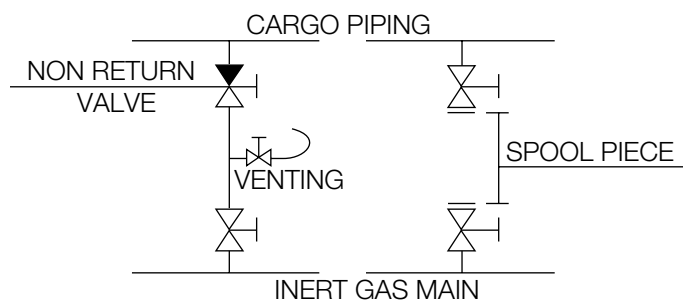 CARGO PIPING
NON RETURN
VALVE
SPOOL PIECE
VENTING
INERT GAS MAIN